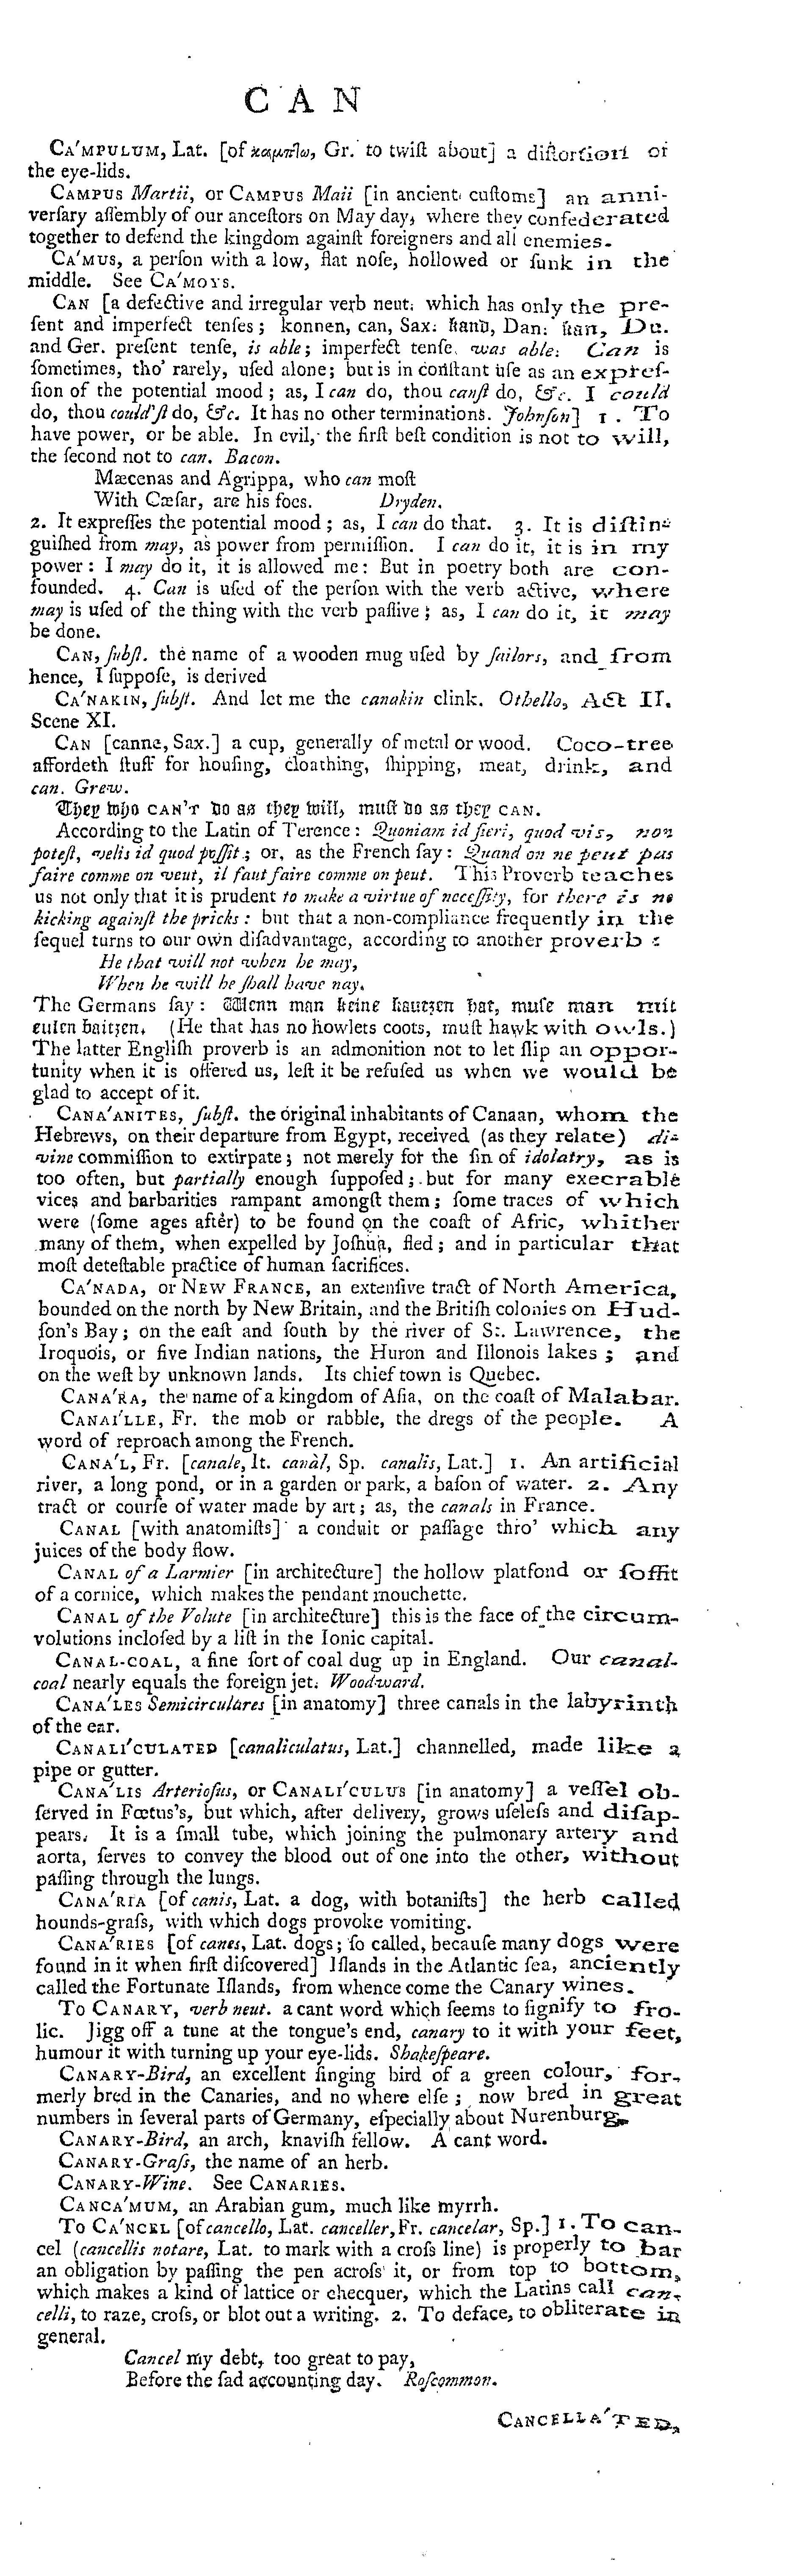 C A N
CA′MPULUM, Lat. [of καμπτω, Gr. to twiſt about] a diſtortion of
the eye-lids.
CAMPUS Martii, or CAMPUS Maii [in ancient cuſtoms] an anni-
verſary aſſembly of our anceſtors on May day, where they confederated
together to defend the kingdom againſt foreigners and all enemies.
CA′MUS, a perſon with a low, flat noſe, hollowed or ſunk in the
middle. See CA′MOYS.
CAN [a defective and irregular verb neut. which has only the pre-
ſent and imperfect tenſes; konnen, can, Sax. kand, Dan. kan, Du.
and Ger. preſent tenſe, is able; imperfect tenſe, was able. Can is
ſometimes, tho' rarely, uſed alone; but is in conſtant uſe as an expreſ-
ſion of the potential mood; as, I can do, thou canſt do, &c. I could
do, thou could'ſt do, &c. It has no other terminations. Johnſon] 1. To
have power, or be able. In evil, the firſt beſt condition is not to will,
the ſecond not to can. Bacon.
Mæcenas and Agrippa, who can moſt
With Cæſar, are his foes. Dryden.
2. It expreſſes the potential mood; as, I can do that. 3. It is diſtin-
guiſhed from may, as power from permiſſion. I can do it, it is in my
power: I may do it, it is allowed me: But in poetry both are con-
founded. 4. Can is uſed of the perſon with the verb active, where
may is uſed of the thing with the verb paſſive; as, I can do it, it may
be done.
CAN, ſubſt. the name of a wooden mug uſed by ſailors, and from
hence, I ſuppoſe, is derived
CA′NAKIN, ſubſt. And let me the canakin clink. Othello, Act II.
Scene XI.
CAN [canne, Sax.] a cup, generally of metal or wood. Coco-tree
affordeth ſtuff for houſing, cloathing, ſhipping, meat, drink, and
can. Grew.
They who CAN'T do as they will, muſt do as they CAN.
According to the Latin of Terence: Quoniam id fieri, quod vis, non
poteſt, velis id quod poſſit; or, as the French ſay: Quand on ne peut pas
faire comme on veut, il faut faire comme on peut. This Proverb teaches
us not only that it is prudent to make a virtue of neceſſity, for there is no
kicking againſt the pricks: but that a non-compliance frequently in the
ſequel turns to our own diſadvantage, according to another proverb:
He that will not when he may,
When he will he ſhall have nay.
The Germans ſay: Wenn man keine kautzen hat, muſe man mit
eulen baitzen. (He that has no howlets coots, muſt hawk with owls.)
The latter Engliſh proverb is an admonition not to let ſlip an oppor-
tunity when it is offered us, leſt it be refuſed us when we would be
glad to accept of it.
CANA′ANITES, ſubſt. the original inhabitants of Canaan, whom the
Hebrews, on their departure from Egypt, received (as they relate) di-
vine commiſſion to extirpate; not merely for the ſin of idolatry, as is
too often, but partially enough ſuppoſed; but for many execrable
vices and barbarities rampant amongſt them; ſome traces of which
were (ſome ages after) to be found on the coaſt of Afric, whither
many of them, when expelled by Joſhua, fled; and in particular that
moſt deteſtable practice of human ſacrifices.
CA′NADA, or NEW FRANCE, an extenſive tract of North America,
bounded on the north by New Britain, and the Britiſh colonies on Hud-
ſon's Bay; on the eaſt and ſouth by the river of St. Lawrence, the
Iroquois, or five Indian nations, the Huron and Illonois lakes; and
on the weſt by unknown lands. Its chief town is Quebec.
CANA′RA, the name of a kingdom of Aſia, on the coaſt of Malabar.
CANAI′LLE, Fr. the mob or rabble, the dregs of the people. A
word of reproach among the French.
CANA′L, Fr. [canale, It. canàl, Sp. canalis, Lat.] 1. An artificial
river, a long pond, or in a garden or park, a baſon of water. 2. Any
tract or courſe of water made by art; as, the canals in France.
CANAL [with anatomiſts] a conduit or paſſage thro' which any
juices of the body flow.
CANAL of a Larmier [in architecture] the hollow platfond or ſoffit
of a cornice, which makes the pendant mouchette.
CANAL of the Volute [in architecture] this is the face of the circum-
volutions incloſed by a liſt in the Ionic capital.
CANAL-COAL, a fine ſort of coal dug up in England. Our canal-
coal nearly equals the foreign jet. Woodward.
CANA′LES Semicirculares [in anatomy] three canals in the labyrinth
of the ear.
CANALI′CULATED [canaliculatus, Lat.] channelled, made like a
pipe or gutter.
CANA′LIS Arterioſus, or CANALI′CULUS [in anatomy] a veſſel ob-
ſerved in Fœtus's, but which, after delivery, grows uſeleſs and diſap-
pears. It is a ſmall tube, which joining the pulmonary artery and
aorta, ſerves to convey the blood out of one into the other, without
paſſing through the lungs.
CANA′RIA [of canis, Lat. a dog, with botaniſts] the herb called
hounds-graſs, with which dogs provoke vomiting.
CANA′RIES [of canes, Lat. dogs; ſo called, becauſe many dogs were
found in it when firſt diſcovered] Iſlands in the Atlantic ſea, anciently
called the Fortunate Iſlands, from whence come the Canary wines.
To CANARY, verb neut. a cant word which ſeems to ſignify to fro-
lic. Jigg off a tune at the tongue's end, canary to it with your feet,
humour it with turning up your eye-lids. Shakeſpeare.
CANARY-Bird, an excellent ſinging bird of a green colour, for-
merly bred in the Canaries, and no where elſe; now bred in great
numbers in ſeveral parts of Germany, eſpecially about Nurenburg.
CANARY-Bird, an arch, knaviſh fellow. A cant word.
CANARY-Graſs, the name of an herb.
CANARY-Wine. See CANARIES.
CANCA′MUM, an Arabian gum, much like myrrh.
To CA′NCEL [of cancello, Lat. canceller, Fr. cancelar, Sp.] 1. To can-
cel (cancellis notare, Lat. to mark with a croſs line) is properly to bar
an obligation by paſſing the pen acroſs it, or from top to bottom,
which makes a kind of lattice or checquer, which the Latins call can-
celli, to raze, croſs, or blot out a writing. 2. To deface, to obliterate in
general.
Cancel my debt, too great to pay,
Before the ſad accounting day. Roſcommon.
CANCELLA′TED,